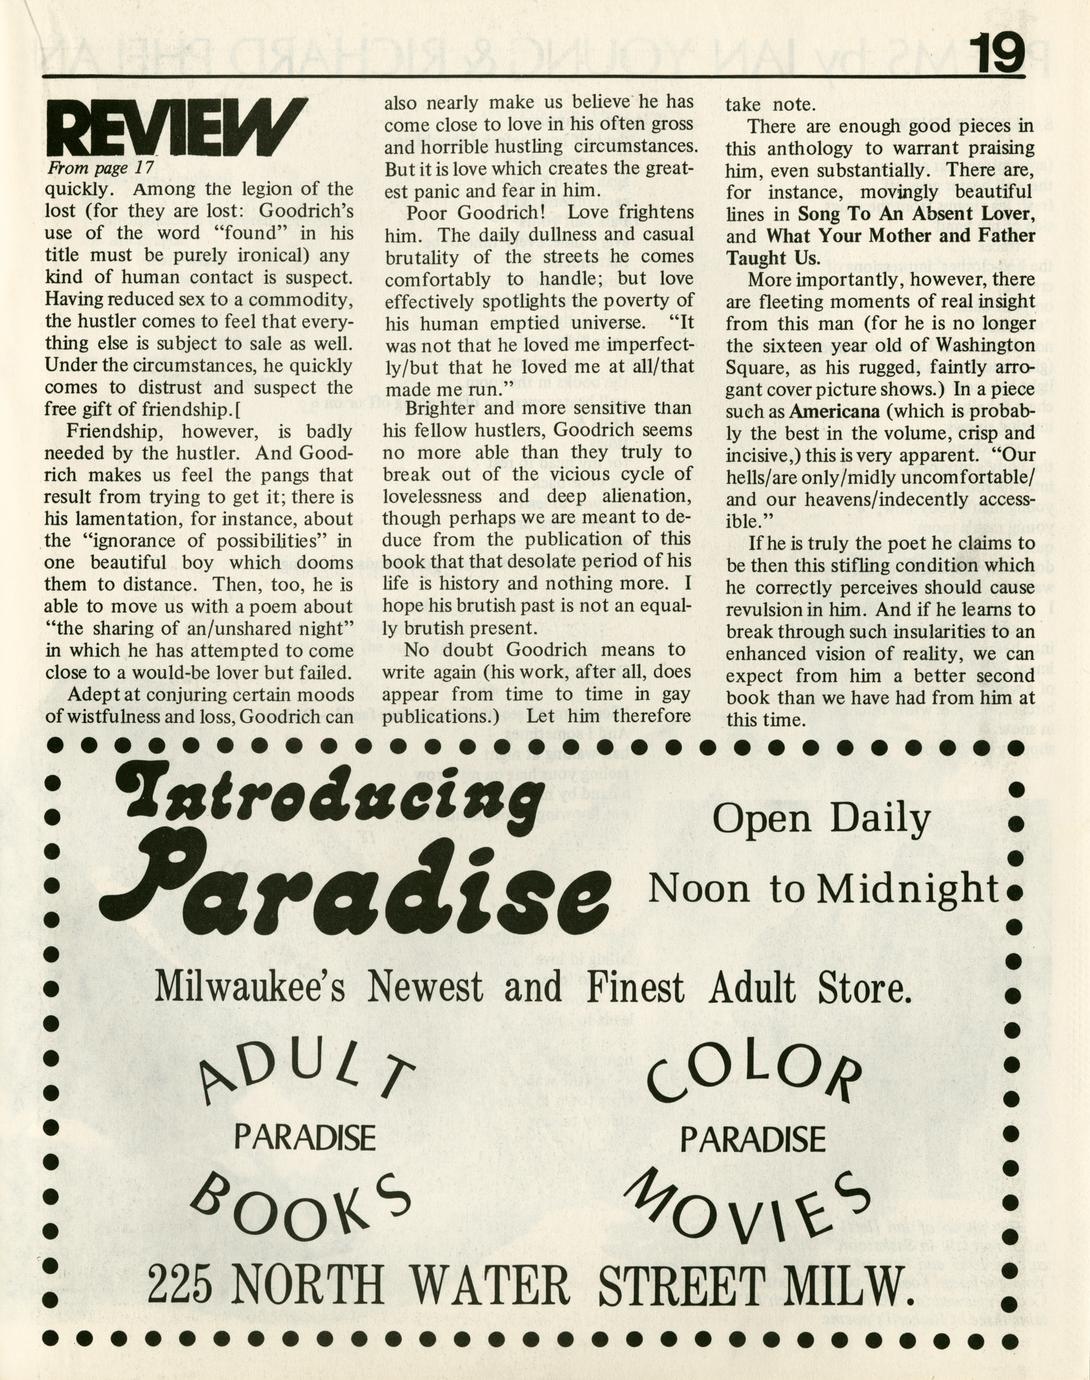 19
REVIEW
From page 17
quickly. Among the legion of the
lost (for they are lost: Goodrich's
use of the word “found” in his
title must be purely ironical) any
kind of human contact is suspect.
Having reduced sex to a commodity,
the hustler comes to feel that every-
thing else is subject to sale as well.
Under the circumstances, he quickly
comes to distrust and suspect the
free gift of friendship.[
Friendship, however, is badly
needed by the hustler. And Good-
rich makes us feel the pangs that
result from trying to get it; there is
his lamentation, for instance, about
the “ignorance of possibilities” in
one beautiful boy which dooms
them to distance. Then, too, he is
able to move us with a poem about
“the sharing of an/unshared night”
in which he has attempted to come
close to a would-be lover but failed.
Adept at conjuring certain moods
of wistfulness and loss, Goodrich can
also nearly make us believe he has
come close to love in his often gross
and horrible hustling circumstances.
But it is love which creates the great-
est panic and fear in him.
Poor Goodrich! Love frightens
him. The daily dullness and casual
brutality of the streets he comes
comfortably to handle; but love
effectively spotlights the poverty of
his human emptied universe. “It
was not that he loved me imperfect-
ly/but that he loved me at all/that
made me run.”
Brighter and more sensitive than
his fellow hustlers, Goodrich seems
no more able than they truly to
break out of the vicious cycle of
lovelessness and deep alienation,
though perhaps we are meant to de-
duce from the publication of this
book that that desolate period of his
life is history and nothing more. I
hope his brutish past is not an equal-
ly brutish present.
No doubt Goodrich means to
write again (his work, after all, does
appear from time to time in gay
publications.) Let him therefore
take note.
There are enough good pieces in
this anthology to warrant praising
him, even substantially. There are,
for instance, movingly beautiful
lines in Song To An Absent Lover,
and What Your Mother and Father
Taught Us.
More importantly, however, there
are fleeting moments of real insight
from this man (for he is no longer
the sixteen year old of Washington
Square, as his rugged, faintly arro-
gant cover picture shows.) In a piece
such as Americana (which is probab-
ly the best in the volume, crisp and
incisive,) this is very apparent. “Our
hells/are only/midly uncomfortable/
and our heavens/indecently access-
ible.”
If he is truly the poet he claims to
be then this stifling condition which
he correctly perceives should cause
revulsion in him. And if he learns to
break through such insularities to an
enhanced vision of reality, we can
expect from him a better second
book than we have had from him at
this time.
Introducing
Paradise
Open Daily
Noon to Midnight
Milwaukee's Newest and Finest Adult Store.
ADULT
PARADISE
BOOKS
COLOR
PARADISE
MOVIES
225 NORTH WATER STREET MILW.